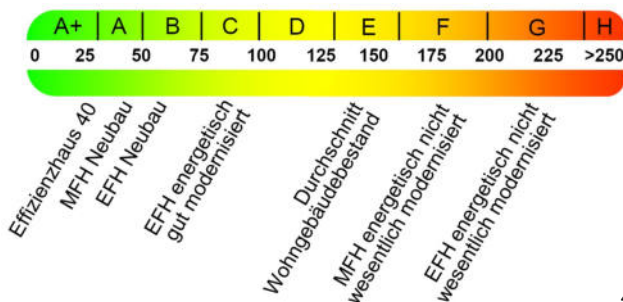 A+ A B C D E F G H
0 25 50 75 100 125 150 175 200 225 >250
Effizienzhaus 40
MFH Neubau
EFH Neubau
EFH energetisch
gut modernisiert
Durchschnitt
Wohngebäudebestand
MFH energetisch nicht
wesentlich modernisiert
EFH energetisch nicht
wesentlich modernisiert